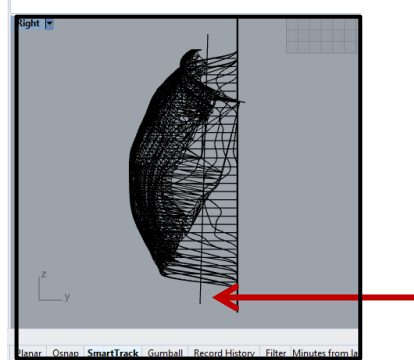 Right
z
y
Planar Osnap SmartTrack Gumball Record History Filter Minutes from la